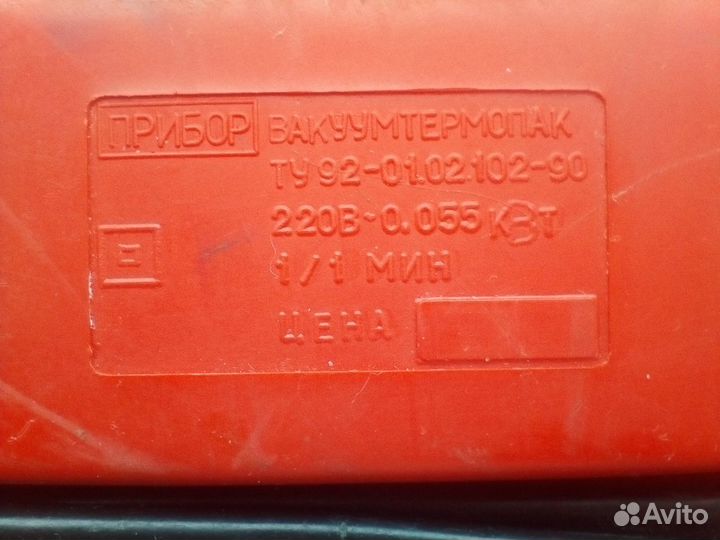 ПРИБОР ВАКУУМТЕРМОПАК
ТУ 92-01.02.102-90
220В~0.055 кВт
1/1 МИН
ЦЕНА
Avito